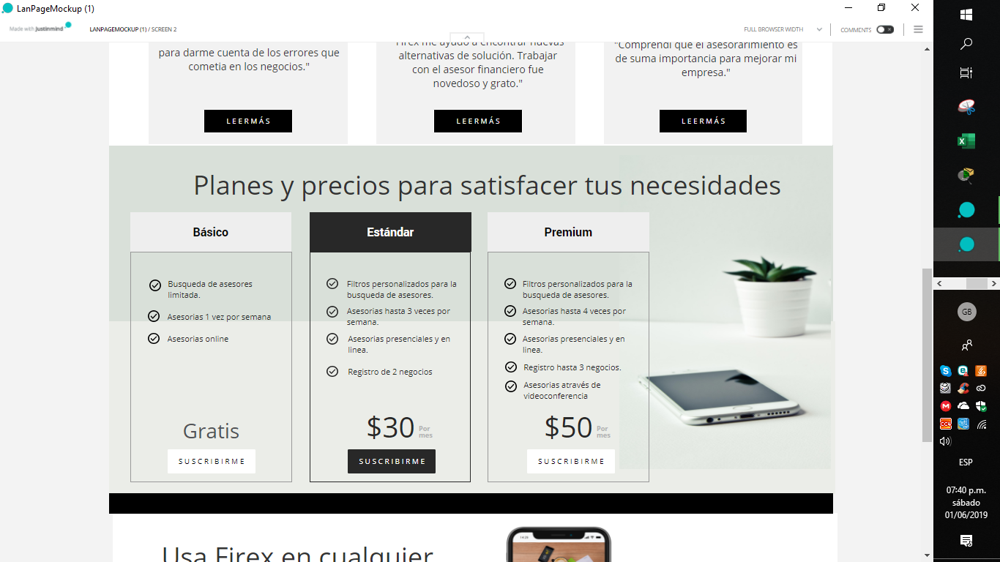 LanPageMockup (1)
Made with justinmind
LANPAGEMOCKUP (1) / SCREEN 2
FULL BROWSER WIDTH
COMMENTS
para darme cuenta de los errores que
cometia en los negocios."
LEERMÁS
Firex me ayudó a encontrar nuevas
alternativas de solución. Trabajar
con el asesor financiero fue
novedoso y grato."
LEERMÁS
"Comprendí que el asesorarimiento es
de suma importancia para mejorar mi
empresa."
LEERMÁS
Planes y precios para satisfacer tus necesidades
Básico
Busqueda de asesores
limitada.
Asesorias 1 vez por semana
Asesorias online
Gratis
SUSCRIBIRME
Estándar
Filtros personalizados para la
busqueda de asesores.
Asesorias hasta 3 veces por
semana.
Asesorias presenciales y en
linea.
Registro de 2 negocios
$30 Por
mes
SUSCRIBIRME
Premium
Filtros personalizados para la
busqueda de asesores.
Asesorias hasta 4 veces por
semana.
Asesorias presenciales y en
linea.
Registro hasta 3 negocios.
Asesorias através de
videoconferencia
$50 Por
mes
SUSCRIBIRME
Usa Firex en cualquier
14:29
GB
ESP
07:40 p.m.
sábado
01/06/2019